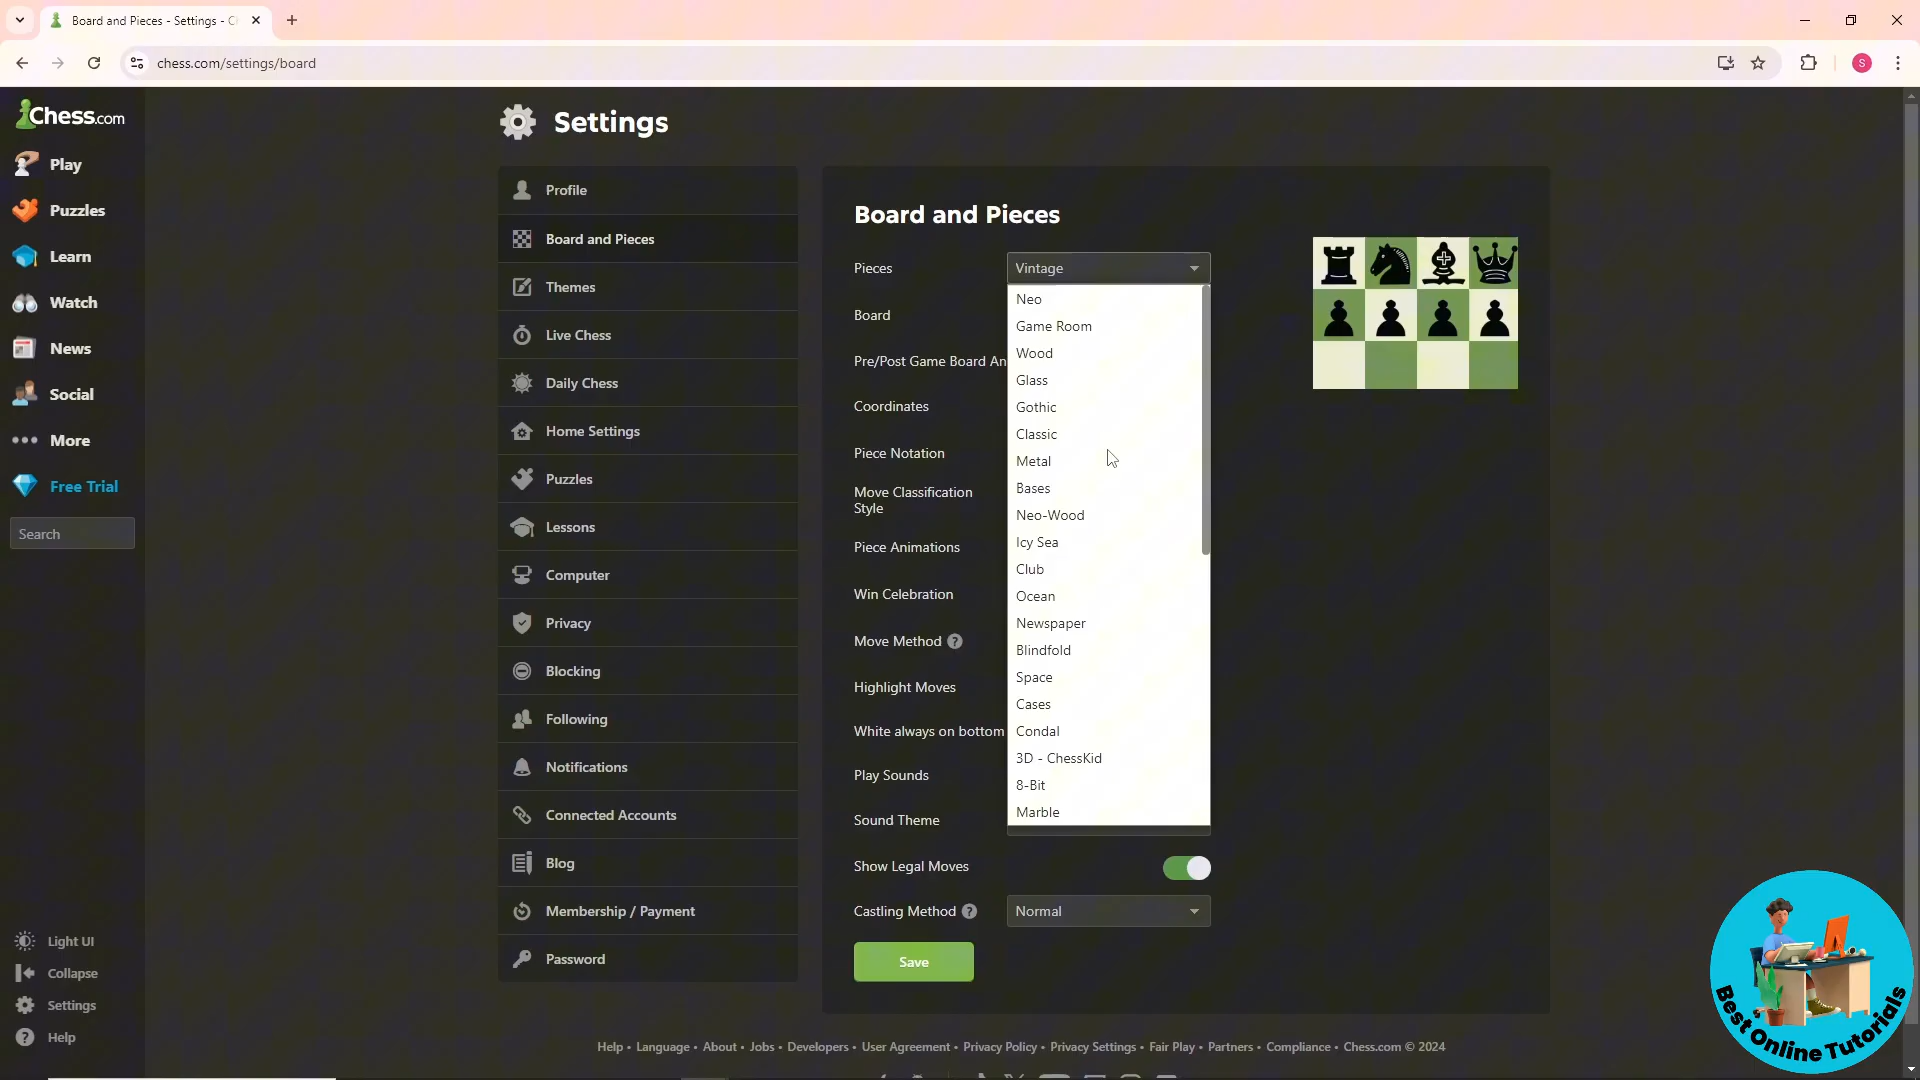 Board and Pieces - Settings - C
chess.com/settings/board
S
Chess.com
Play
Puzzles
Learn
Watch
News
Social
More
Free Trial
Search
Light UI
Collapse
Settings
Help
Settings
Profile
Board and Pieces
Themes
Live Chess
Daily Chess
Home Settings
Puzzles
Lessons
Computer
Privacy
Blocking
Following
Notifications
Connected Accounts
Blog
Membership / Payment
Password
Board and Pieces
Pieces
Vintage
Board
Pre/Post Game Board An
Coordinates
Piece Notation
Move Classification
Style
Piece Animations
Win Celebration
Move Method ?
Highlight Moves
White always on bottom
Play Sounds
Sound Theme
Show Legal Moves
Castling Method ?
Normal
Save
Neo
Game Room
Wood
Glass
Gothic
Classic
Metal
Bases
Neo-Wood
Icy Sea
Club
Ocean
Newspaper
Blindfold
Space
Cases
Condal
3D - ChessKid
8-Bit
Marble
Help • Language • About • Jobs • Developers • User Agreement • Privacy Policy • Privacy Settings • Fair Play • Partners • Compliance • Chess.com © 2024
Best Online Tutorials